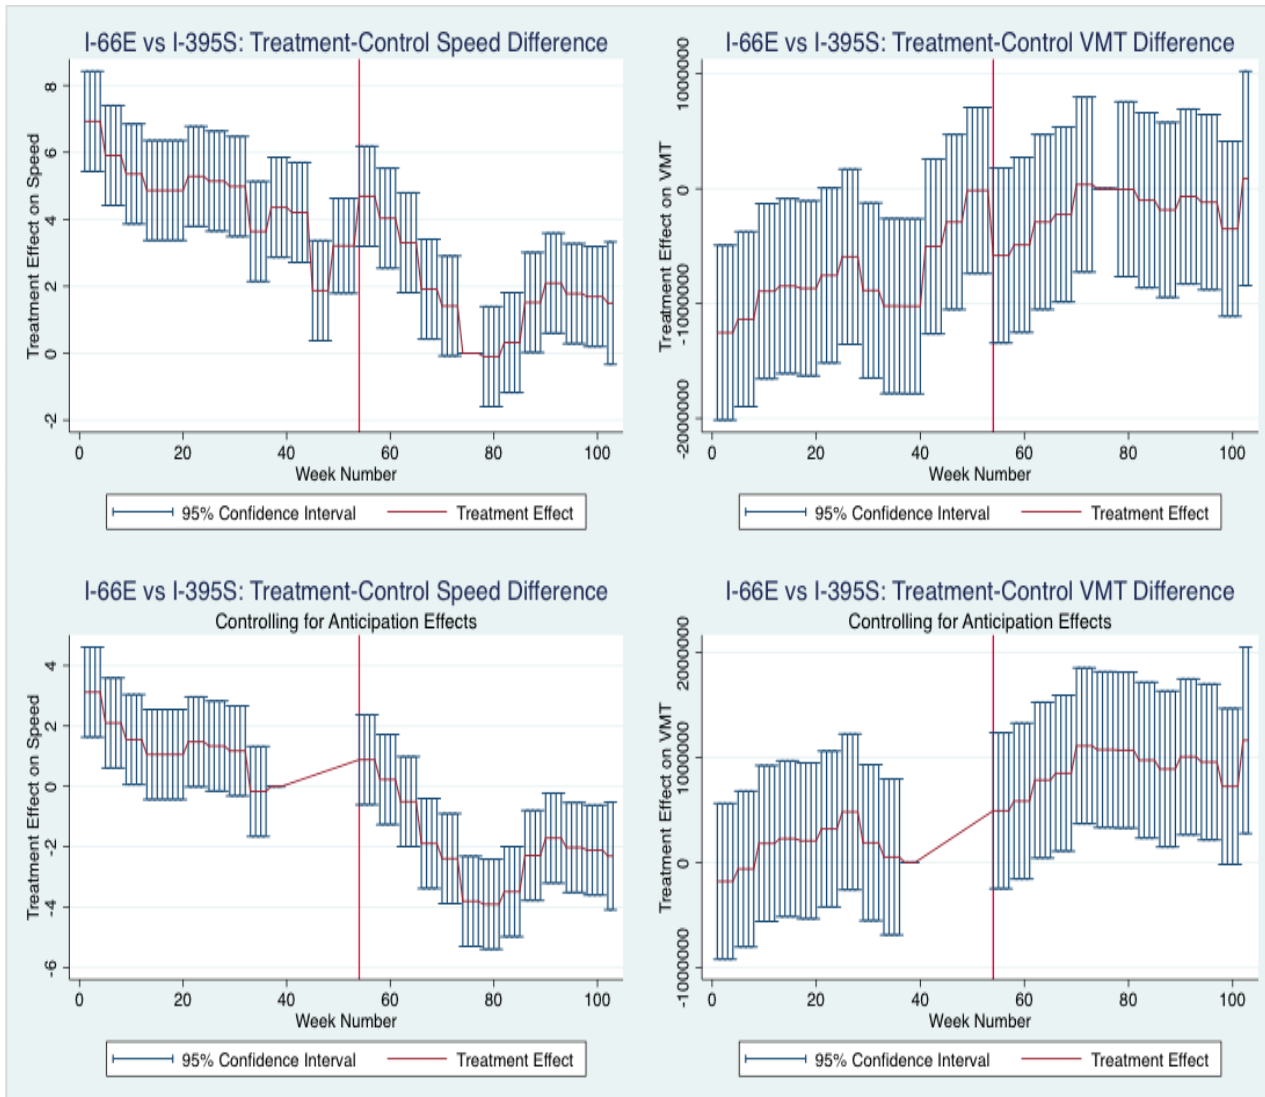 I-66E vs I-395S: Treatment-Control Speed Difference
Treatment Effect on Speed
8
6
4
2
0
-2
0 20 40 60 80 100
Week Number
95% Confidence Interval Treatment Effect
I-66E vs I-395S: Treatment-Control VMT Difference
Treatment Effect on VMT
1000000
0
-1000000
-2000000
0 20 40 60 80 100
Week Number
95% Confidence Interval Treatment Effect
I-66E vs I-395S: Treatment-Control Speed Difference
Controlling for Anticipation Effects
Treatment Effect on Speed
4
2
0
-2
-4
-6
0 20 40 60 80 100
Week Number
95% Confidence Interval Treatment Effect
I-66E vs I-395S: Treatment-Control VMT Difference
Controlling for Anticipation Effects
Treatment Effect on VMT
2000000
1000000
0
-1000000
0 20 40 60 80 100
Week Number
95% Confidence Interval Treatment Effect